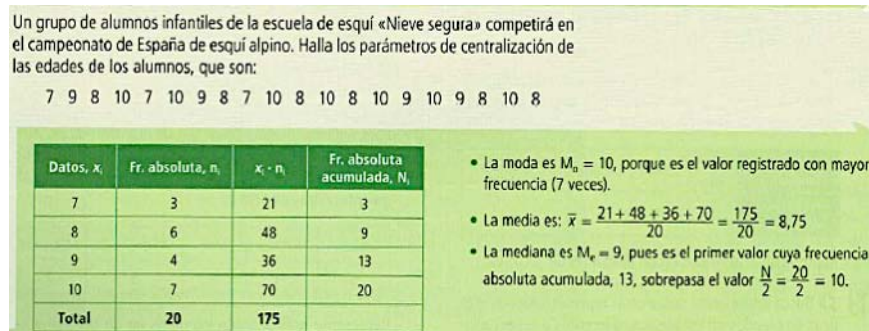 Un grupo de alumnos infantiles de la escuela de esquí «Nieve segura» competirá en
el campeonato de España de esquí alpino. Halla los parámetros de centralización de
las edades de los alumnos, que son:
7 9 8 10 7 10 9 8 7 10 8 10 8 10 9 10 9 8 10 8
Datos, xᵢ Fr. absoluta, nᵢ xᵢ · nᵢ Fr. absoluta acumulada, Nᵢ
7 3 21 3
8 6 48 9
9 4 36 13
10 7 70 20
Total 20 175
• La moda es Mₒ = 10, porque es el valor registrado con mayor
frecuencia (7 veces).
• La media es: x̄ = (21 + 48 + 36 + 70)/20 = 175/20 = 8,75
• La mediana es Mₑ = 9, pues es el primer valor cuya frecuencia
absoluta acumulada, 13, sobrepasa el valor N/2 = 20/2 = 10.